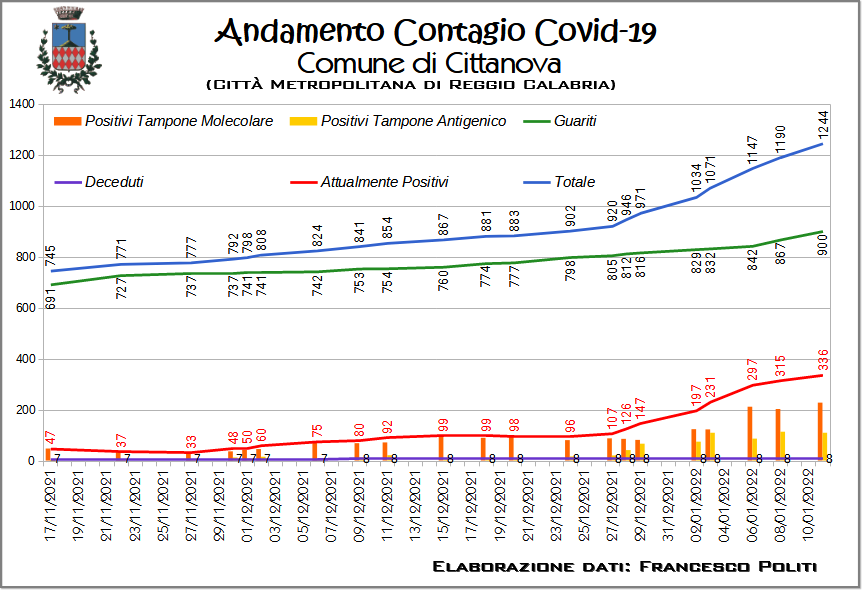 Andamento Contagio Covid-19
Comune di Cittanova
(Città Metropolitana di Reggio Calabria)
1400
1200
1000
800
600
400
200
0
Positivi Tampone Molecolare
Positivi Tampone Antigenico
Guariti
Deceduti
Attualmente Positivi
Totale
745 771 777 792 798 808 824 841 854 867 881 883 902 920 946 971 1034 1071 1147 1190 1244
691 727 737 737 741 741 742 753 754 760 774 777 798 805 812 816 829 832 842 867 900
47 37 33 48 50 60 75 80 92 99 99 98 96 107 126 147 197 231 297 315 336
7 7 7 7 7 7 7 8 8 8 8 8 8 8 8 8 8 8 8 8 8
17/11/2021
19/11/2021
21/11/2021
23/11/2021
25/11/2021
27/11/2021
29/11/2021
01/12/2021
03/12/2021
05/12/2021
07/12/2021
09/12/2021
11/12/2021
13/12/2021
15/12/2021
17/12/2021
19/12/2021
21/12/2021
23/12/2021
25/12/2021
27/12/2021
29/12/2021
31/12/2021
02/01/2022
04/01/2022
06/01/2022
08/01/2022
10/01/2022
Elaborazione dati: Francesco Politi